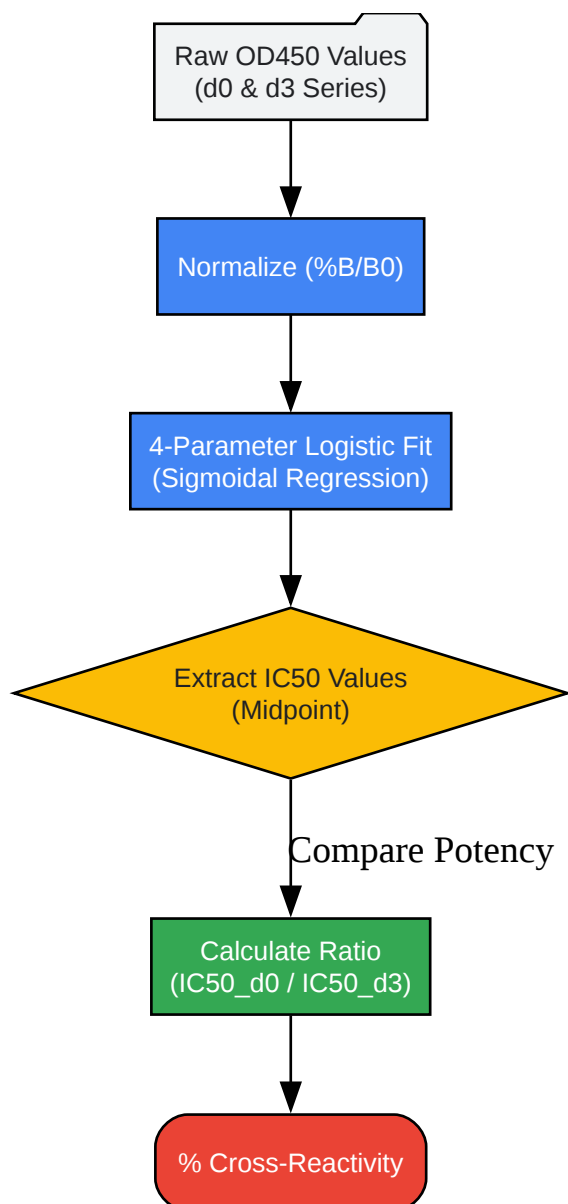 Raw OD450 Values
(d0 & d3 Series)
Normalize (%B/B0)
4-Parameter Logistic Fit
(Sigmoidal Regression)
Extract IC50 Values
(Midpoint)
Compare Potency
Calculate Ratio
(IC50_d0 / IC50_d3)
% Cross-Reactivity